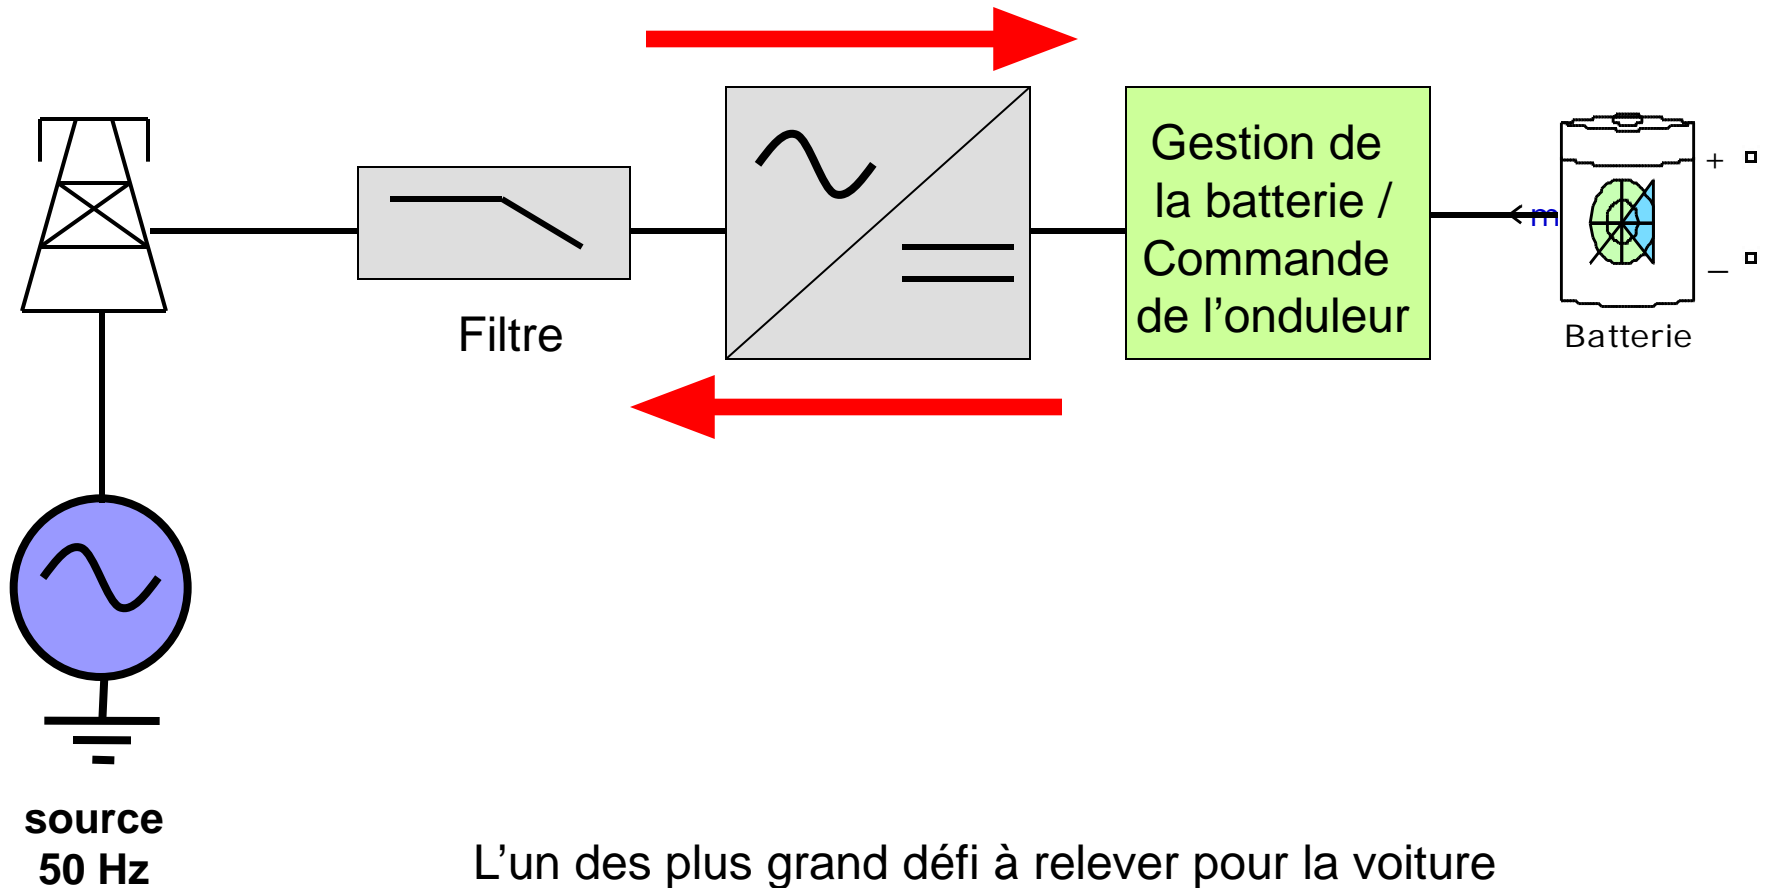 Gestion de
la batterie /
Commande
de l’onduleur
+
m
−
Filtre
Batterie
source
50 Hz
L’un des plus grand défi à relever pour la voiture